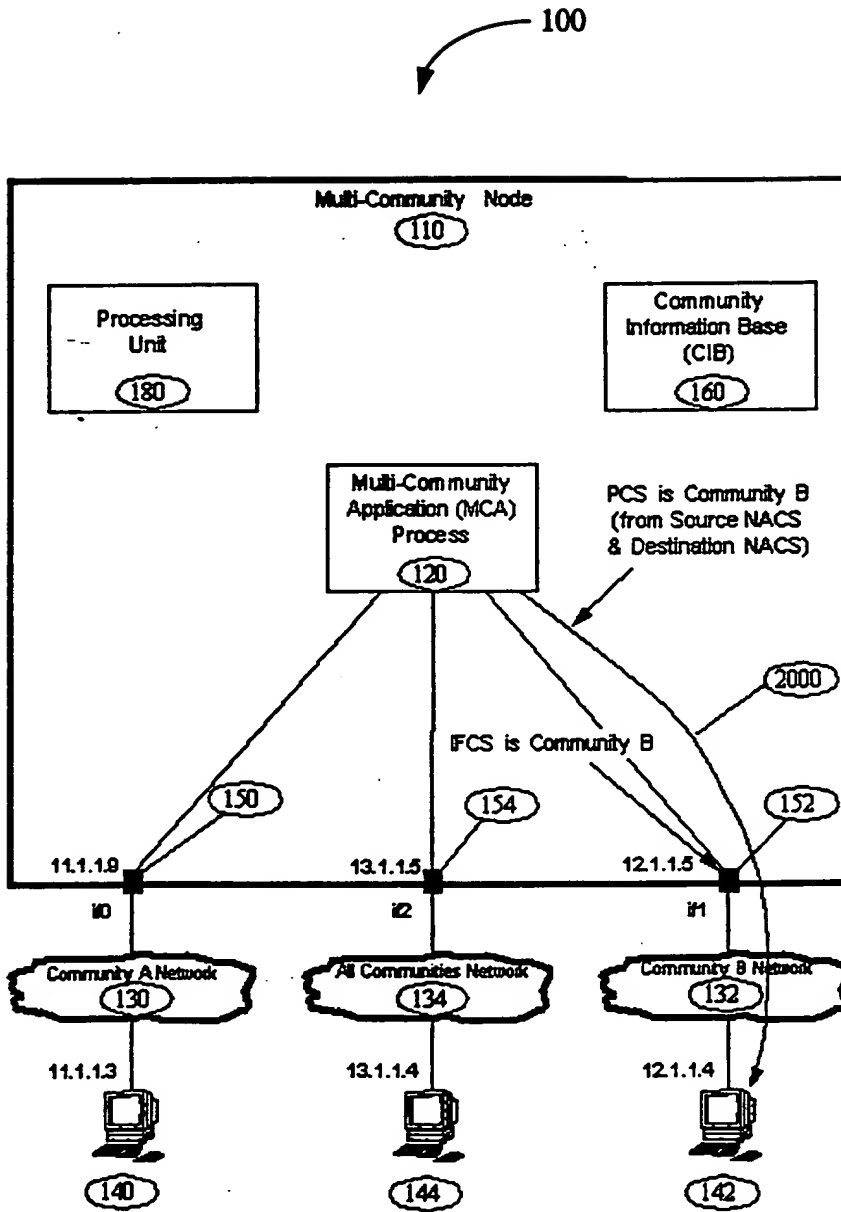 100
Multi-Community Node
110
Processing
Unit
180
Community
Information Base
(CIB)
160
Multi-Community
Application (MCA)
Process
120
PCS is Community B
(from Source NACS
& Destination NACS)
2000
IFCS is Community B
150
154
152
11.1.1.9
13.1.1.5
12.1.1.5
if0
if2
if1
Community A Network
130
All Communities Network
134
Community B Network
132
11.1.1.3
13.1.1.4
12.1.1.4
140
144
142